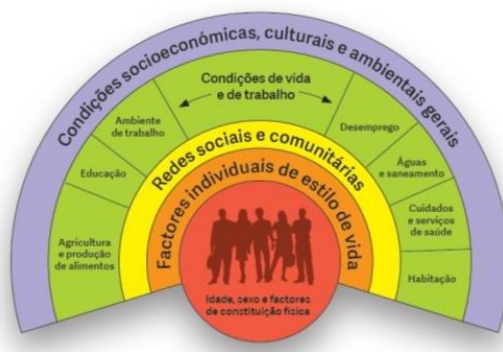 Condições socioeconómicas, culturais e ambientais gerais
Condições de vida
e de trabalho
Ambiente
de trabalho
Desemprego
Educação
Águas
e saneamento
Agricultura
e produção
de alimentos
Cuidados
e serviços
de saúde
Habitação
Redes sociais e comunitárias
Factores individuais de estilo de vida
Idade, sexo e factores
de constituição física